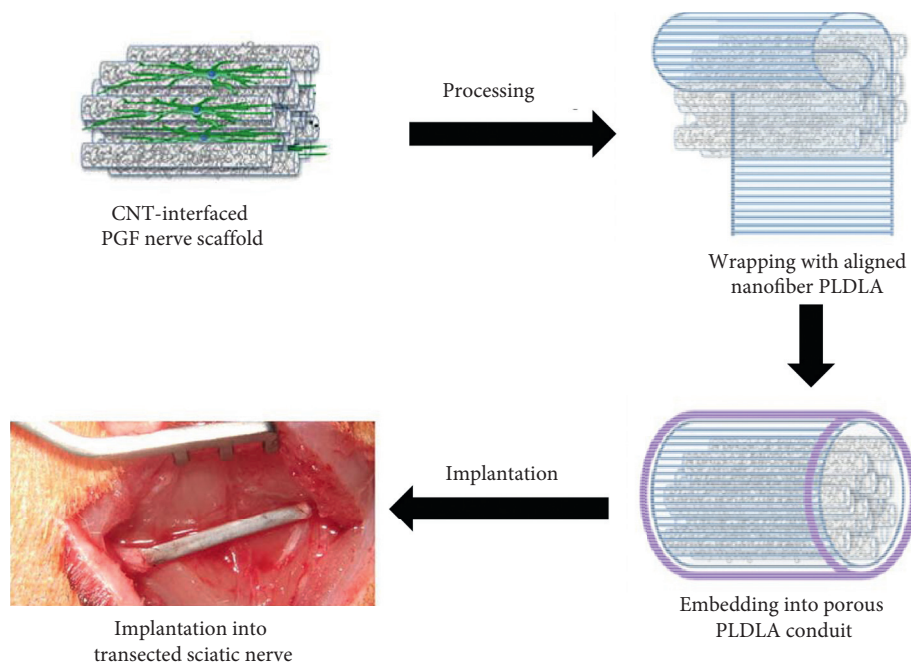 CNT-interfaced
PGF nerve scaffold
Processing
Wrapping with aligned
nanofiber PLDLA
Embedding into porous
PLDLA conduit
Implantation
Implantation into
transected sciatic nerve